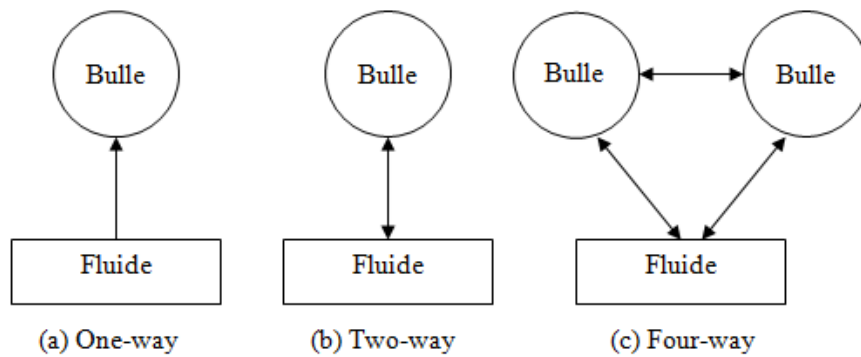 Bulle
Fluide
(a) One-way
Bulle
Fluide
(b) Two-way
Bulle
Bulle
Fluide
(c) Four-way